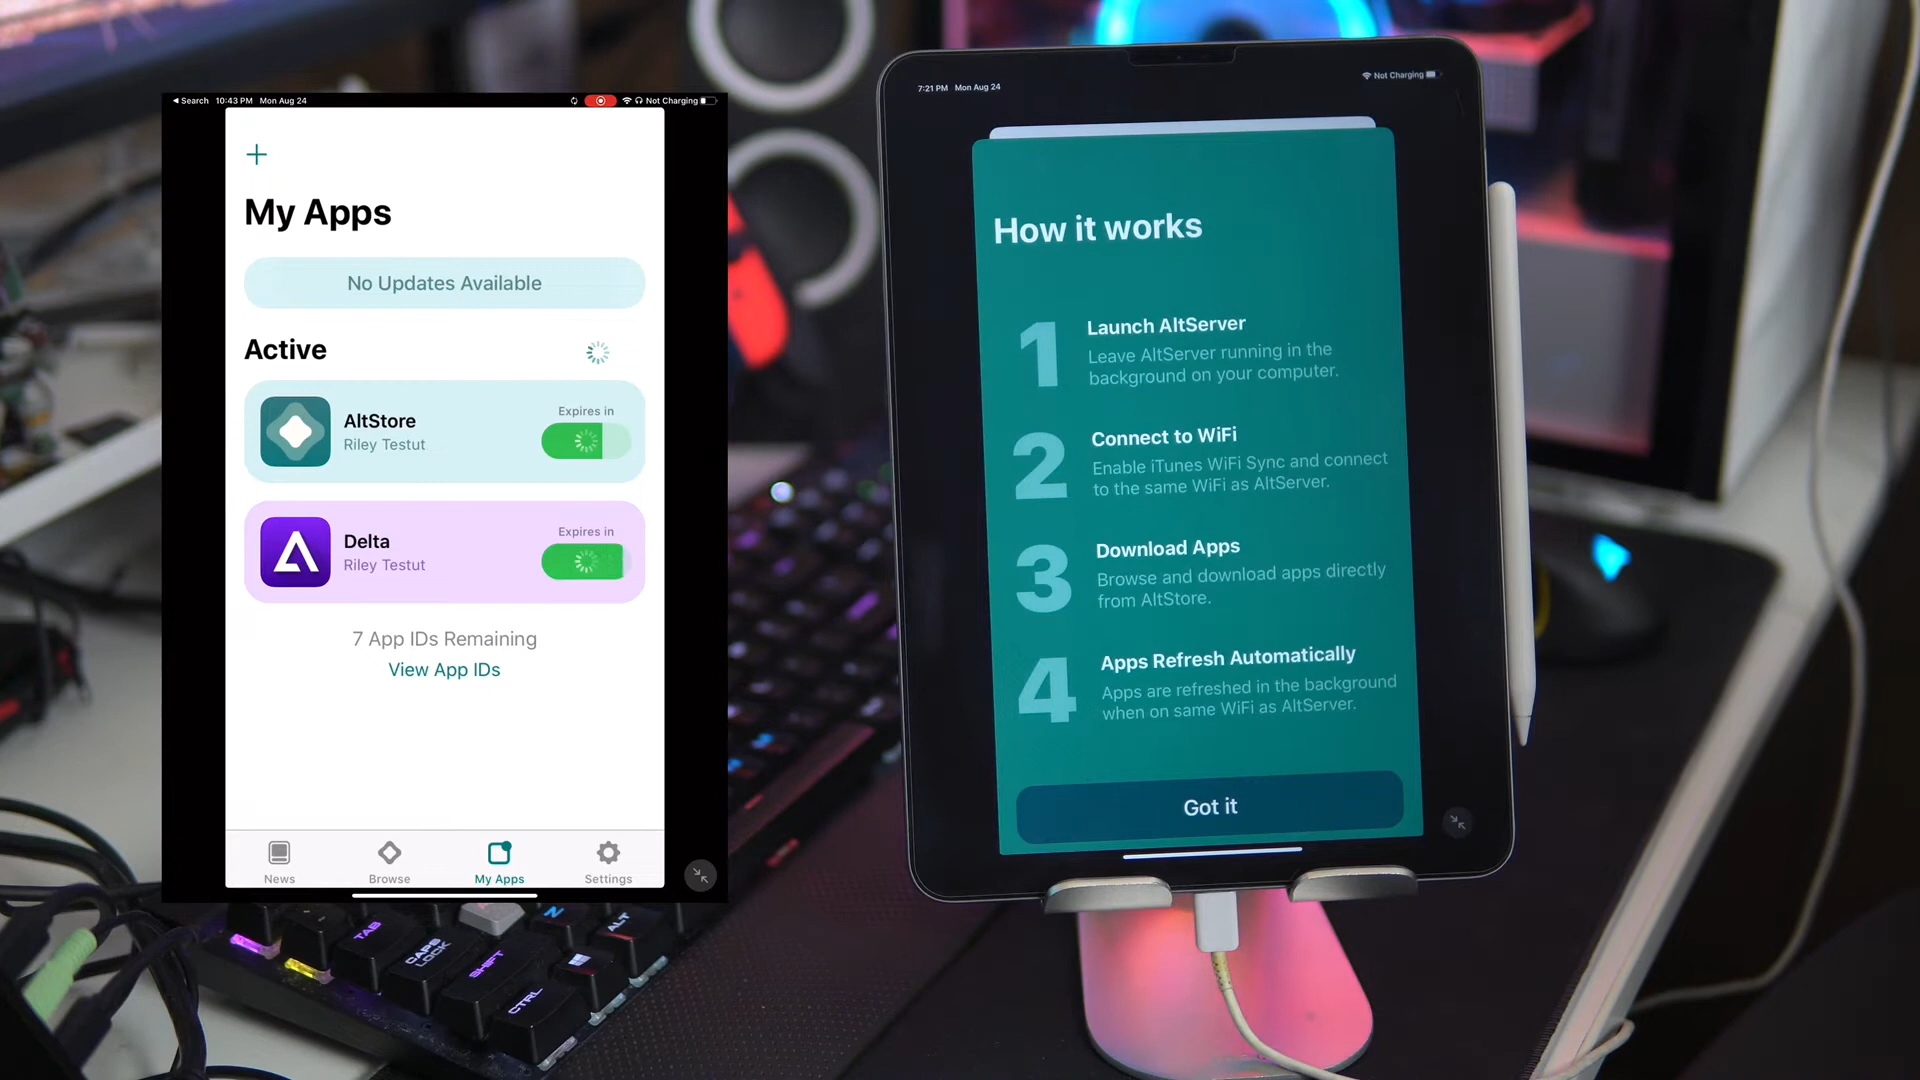 Search 10:43 PM Mon Aug 24
Not Charging
My Apps
No Updates Available
Active
AltStore
Riley Testut
Expires in
Delta
Riley Testut
Expires in
7 App IDs Remaining
View App IDs
News
Browse
My Apps
Settings
7:21 PM Mon Aug 24
Not Charging
How it works
1
Launch AltServer
Leave AltServer running in the
background on your computer.
2
Connect to WiFi
Enable iTunes WiFi Sync and connect
to the same WiFi as AltServer.
3
Download Apps
Browse and download apps directly
from AltStore.
4
Apps Refresh Automatically
Apps are refreshed in the background
when on same WiFi as AltServer.
Got it
TAB
CAPS
LOCK
SHIFT
Z
CTRL
ALT